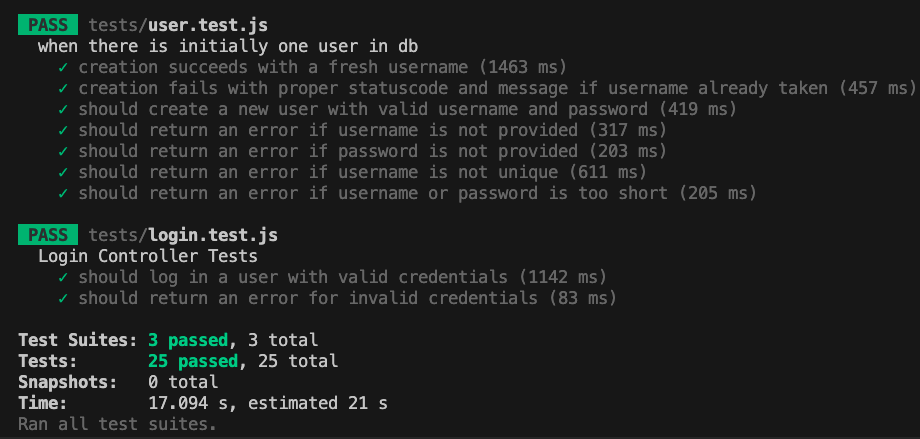 PASS tests/user.test.js
when there is initially one user in db
✓ creation succeeds with a fresh username (1463 ms)
✓ creation fails with proper statuscode and message if username already taken (457 ms)
✓ should create a new user with valid username and password (419 ms)
✓ should return an error if username is not provided (317 ms)
✓ should return an error if password is not provided (203 ms)
✓ should return an error if username is not unique (611 ms)
✓ should return an error if username or password is too short (205 ms)
PASS tests/login.test.js
Login Controller Tests
✓ should log in a user with valid credentials (1142 ms)
✓ should return an error for invalid credentials (83 ms)
Test Suites: 3 passed, 3 total
Tests: 25 passed, 25 total
Snapshots: 0 total
Time: 17.094 s, estimated 21 s
Ran all test suites.